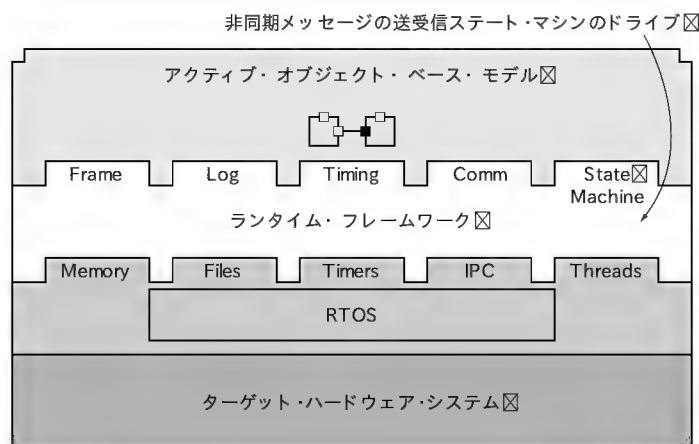 非同期メッセージの送受信ステート・マシンのドライブ
アクティブ・オブジェクト・ベース・モデル
Frame Log Timing Comm State
Machine
ランタイム・フレームワーク
Memory Files Timers IPC Threads
RTOS
ターゲット・ハードウェア・システム